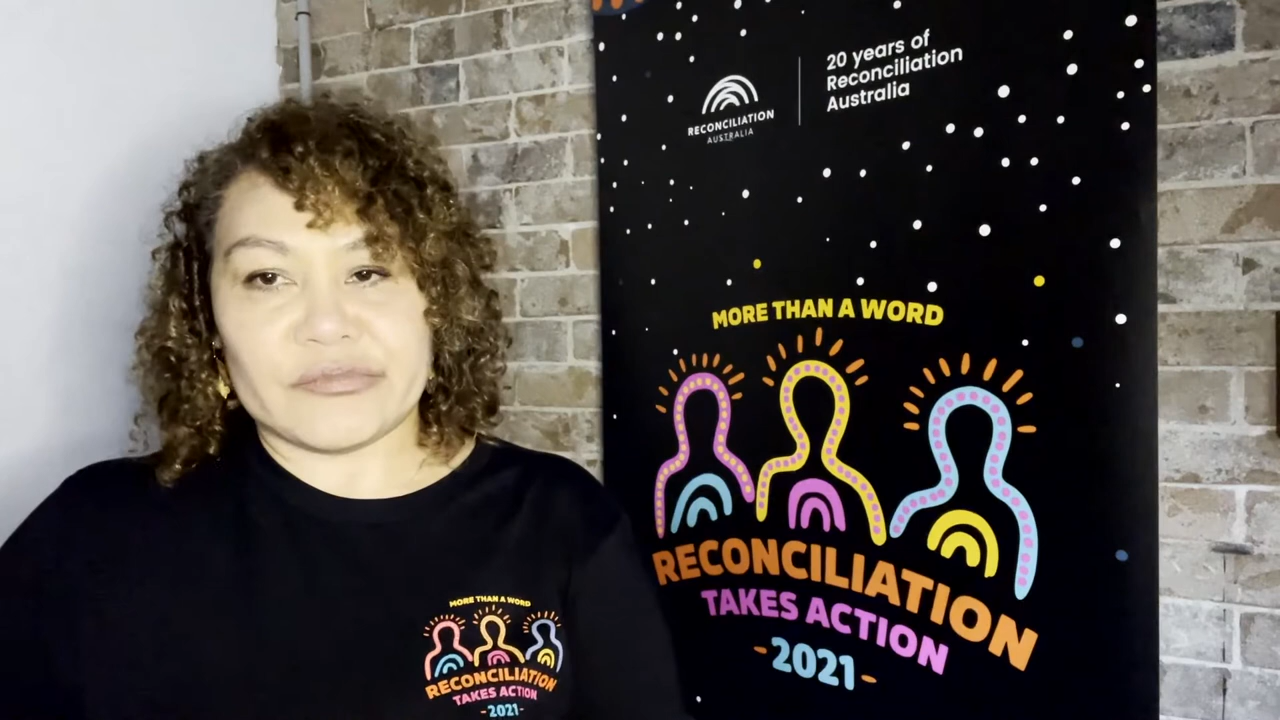 RECONCILIATION
AUSTRALIA
20 years of
Reconciliation
Australia
MORE THAN A WORD
RECONCILIATION
TAKES ACTION
-2021-
MORE THAN A WORD
RECONCILIATION
TAKES ACTION
-2021-